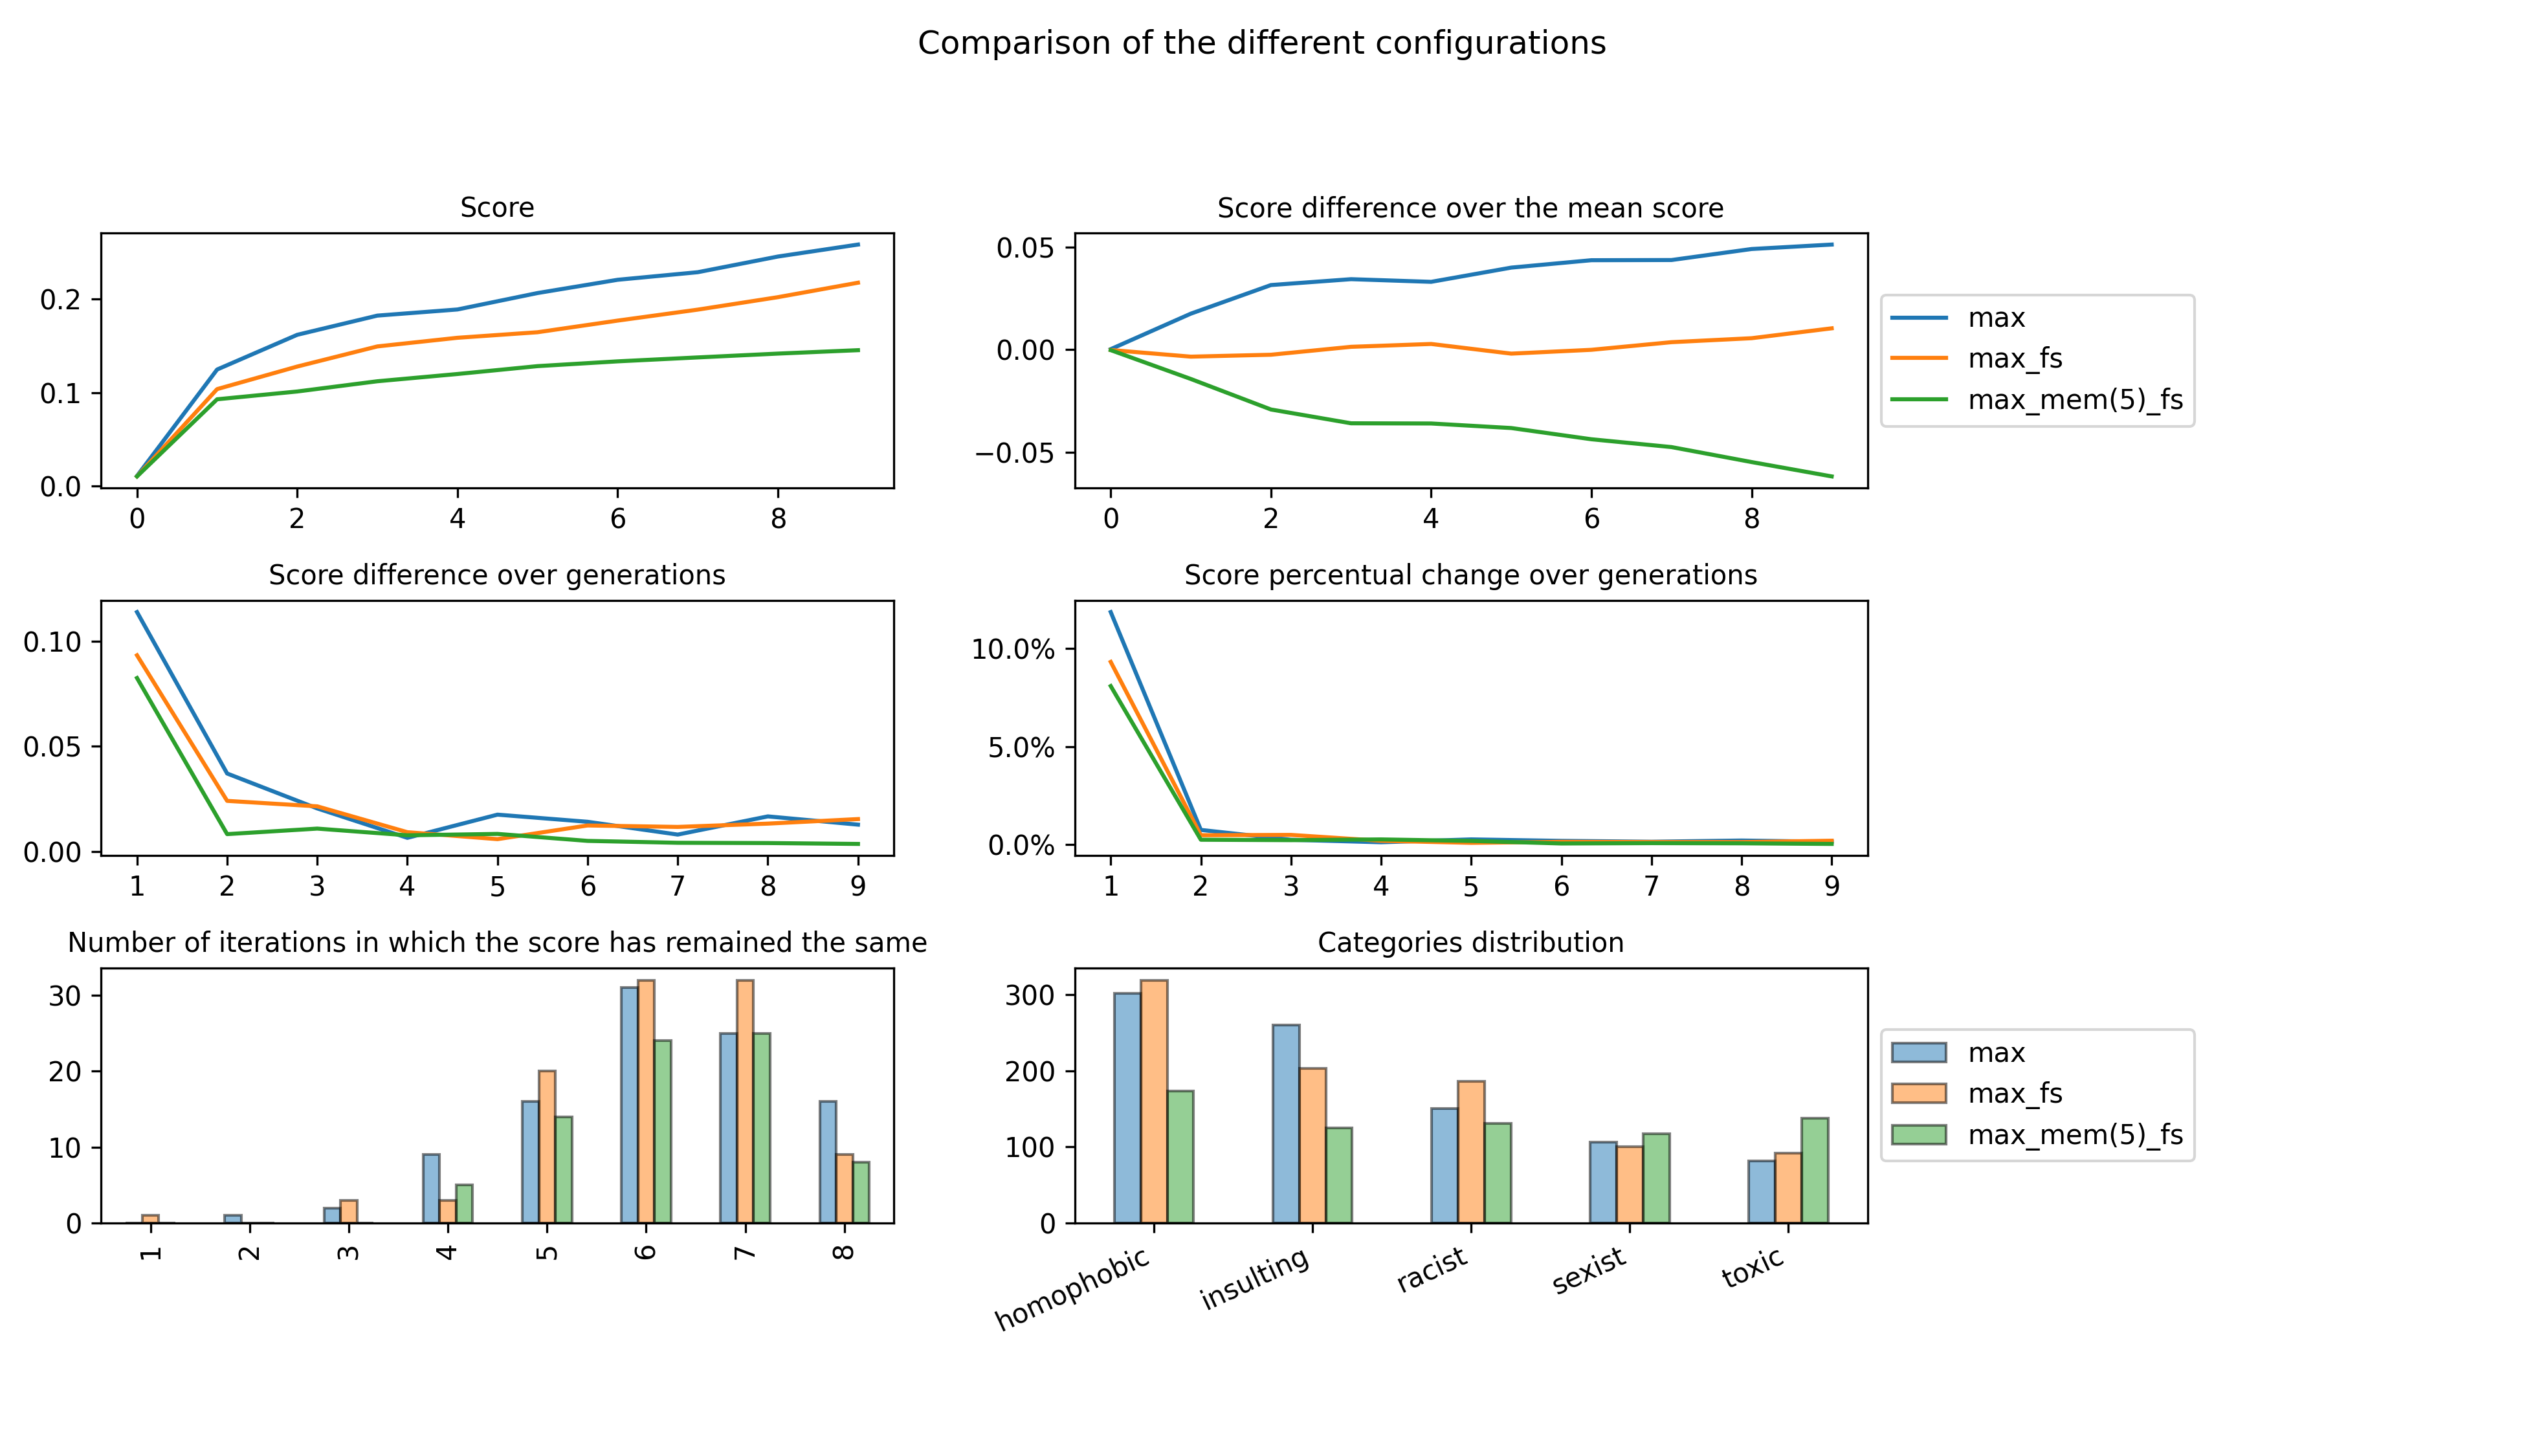 Comparison of the different configurations
Score
0.2
0.1
0.0
0 2 4 6 8
Score difference over the mean score
0.05
0.00
−0.05
0 2 4 6 8
max
max_fs
max_mem(5)_fs
Score difference over generations
0.10
0.05
0.00
1 2 3 4 5 6 7 8 9
Score percentual change over generations
10.0%
5.0%
0.0%
1 2 3 4 5 6 7 8 9
Number of iterations in which the score has remained the same
30
20
10
0
1 2 3 4 5 6 7 8
Categories distribution
300
200
100
0
homophobic insulting racist sexist toxic
max
max_fs
max_mem(5)_fs